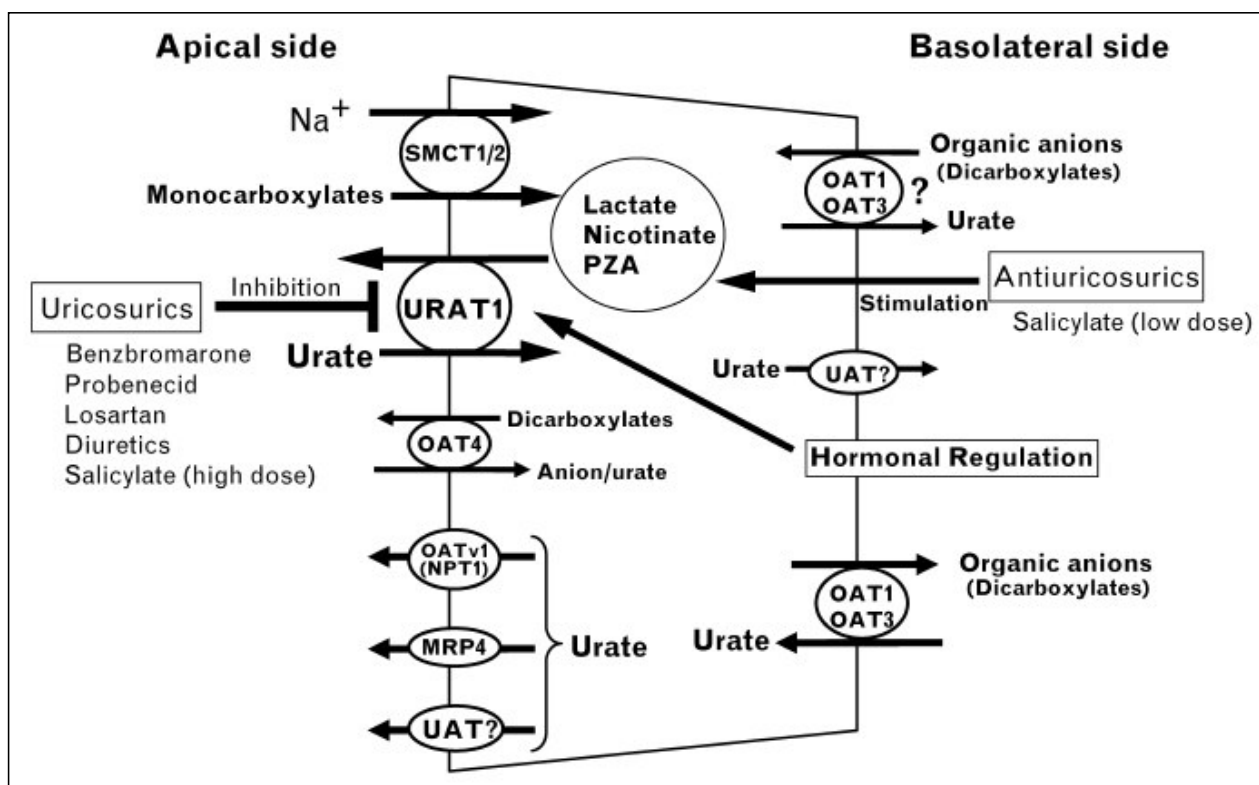 Apical side
Basolateral side
Na+
SMCT1/2
Monocarboxylates
Lactate
Nicotinate
PZA
Organic anions
(Dicarboxylates)
OAT1
OAT3
?
Urate
Uricosurics
Inhibition
URAT1
Urate
Benzbromarone
Probenecid
Losartan
Diuretics
Salicylate (high dose)
Antiuricosurics
Stimulation
Salicylate (low dose)
Urate
UAT?
Dicarboxylates
OAT4
Anion/urate
Hormonal Regulation
OATv1
(NPT1)
MRP4
UAT?
Urate
Organic anions
(Dicarboxylates)
OAT1
OAT3
Urate